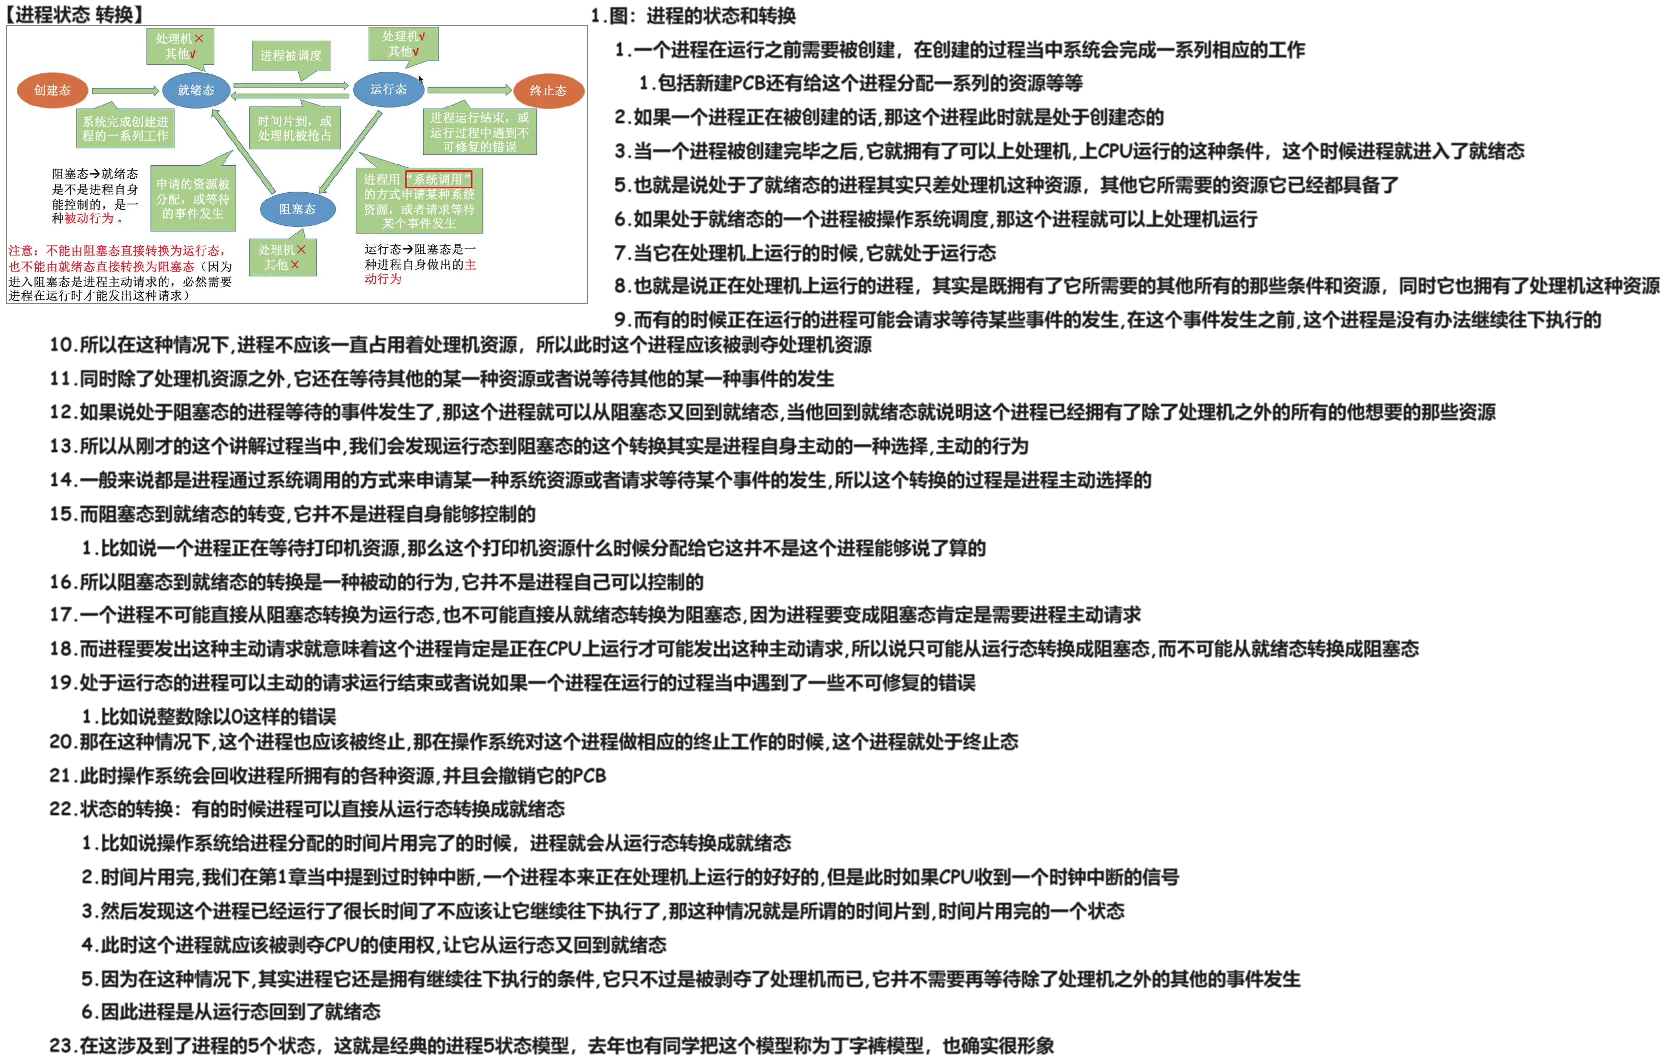 【进程状态 转换】
处理机×
其他√
进程被调度
处理机√
其他√
创建态
就绪态
运行态
终止态
系统完成创建进
程的一系列工作
时间片到，或
处理机被抢占
进程运行结束，或
运行过程中遇到不
可修复的错误
阻塞态→就绪态
是不是进程自身
能控制的，是一
种被动行为。
申请的资源被
分配，或等待
的事件发生
进程用“系统调用”
的方式申请某种系统
资源，或者请求等待
某个事件发生
阻塞态
处理机×
其他×
运行态→阻塞态是一
种进程自身做出的主
动行为
注意：不能由阻塞态直接转换为运行态，
也不能由就绪态直接转换为阻塞态（因为
进入阻塞态是进程主动请求的，必然需要
进程在运行时才能发出这种请求）
1.图：进程的状态和转换
1.一个进程在运行之前需要被创建，在创建的过程当中系统会完成一系列相应的工作
1.包括新建PCB还有给这个进程分配一系列的资源等等
2.如果一个进程正在被创建的话,那这个进程此时就是处于创建态的
3.当一个进程被创建完毕之后,它就拥有了可以上处理机,上CPU运行的这种条件，这个时候进程就进入了就绪态
5.也就是说处于了就绪态的进程其实只差处理机这种资源，其他它所需要的资源它已经都具备了
6.如果处于就绪态的一个进程被操作系统调度,那这个进程就可以上处理机运行
7.当它在处理机上运行的时候,它就处于运行态
8.也就是说正在处理机上运行的进程，其实是既拥有了它所需要的其他所有的那些条件和资源，同时它也拥有了处理机这种资源
9.而有的时候正在运行的进程可能会请求等待某些事件的发生,在这个事件发生之前,这个进程是没有办法继续往下执行的
10.所以在这种情况下,进程不应该一直占用着处理机资源，所以此时这个进程应该被剥夺处理机资源
11.同时除了处理机资源之外,它还在等待其他的某一种资源或者说等待其他的某一种事件的发生
12.如果说处于阻塞态的进程等待的事件发生了,那这个进程就可以从阻塞态又回到就绪态,当他回到就绪态就说明这个进程已经拥有了除了处理机之外的所有的他想要的那些资源
13.所以从刚才的这个讲解过程当中,我们会发现运行态到阻塞态的这个转换其实是进程自身主动的一种选择,主动的行为
14.一般来说都是进程通过系统调用的方式来申请某一种系统资源或者请求等待某个事件的发生,所以这个转换的过程是进程主动选择的
15.而阻塞态到就绪态的转变,它并不是进程自身能够控制的
1.比如说一个进程正在等待打印机资源,那么这个打印机资源什么时候分配给它这并不是这个进程能够说了算的
16.所以阻塞态到就绪态的转换是一种被动的行为,它并不是进程自己可以控制的
17.一个进程不可能直接从阻塞态转换为运行态,也不可能直接从就绪态转换为阻塞态,因为进程要变成阻塞态肯定是需要进程主动请求
18.而进程要发出这种主动请求就意味着这个进程肯定是正在CPU上运行才可能发出这种主动请求,所以说只可能从运行态转换成阻塞态,而不可能从就绪态转换成阻塞态
19.处于运行态的进程可以主动的请求运行结束或者说如果一个进程在运行的过程当中遇到了一些不可修复的错误
1.比如说整数除以0这样的错误
20.那在这种情况下,这个进程也应该被终止,那在操作系统对这个进程做相应的终止工作的时候,这个进程就处于终止态
21.此时操作系统会回收进程所拥有的各种资源,并且会撤销它的PCB
22.状态的转换：有的时候进程可以直接从运行态转换成就绪态
1.比如说操作系统给进程分配的时间片用完了的时候，进程就会从运行态转换成就绪态
2.时间片用完,我们在第1章当中提到过时钟中断,一个进程本来正在处理机上运行的好好的,但是此时如果CPU收到一个时钟中断的信号
3.然后发现这个进程已经运行了很长时间了不应该让它继续往下执行了,那这种情况就是所谓的时间片到,时间片用完的一个状态
4.此时这个进程就应该被剥夺CPU的使用权,让它从运行态又回到就绪态
5.因为在这种情况下,其实进程它还是拥有继续往下执行的条件,它只不过是被剥夺了处理机而已,它并不需要再等待除了处理机之外的其他的事件发生
6.因此进程是从运行态回到了就绪态
23.在这涉及到了进程的5个状态，这就是经典的进程5状态模型，去年也有同学把这个模型称为丁字裤模型，也确实很形象